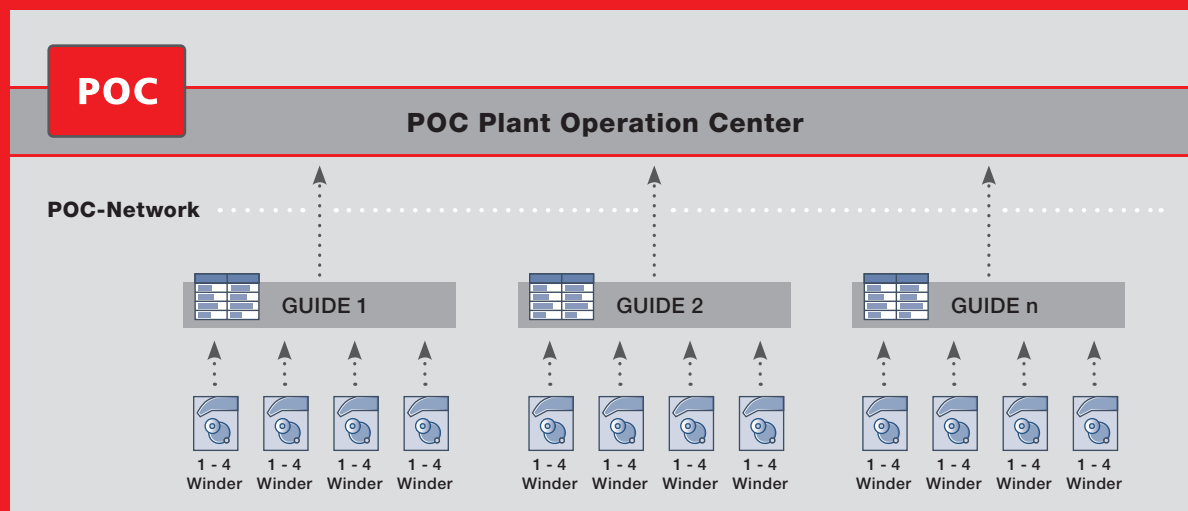 POC
POC Plant Operation Center
POC-Network
GUIDE 1
GUIDE 2
GUIDE n
1 - 4
Winder
1 - 4
Winder
1 - 4
Winder
1 - 4
Winder
1 - 4
Winder
1 - 4
Winder
1 - 4
Winder
1 - 4
Winder
1 - 4
Winder
1 - 4
Winder
1 - 4
Winder
1 - 4
Winder